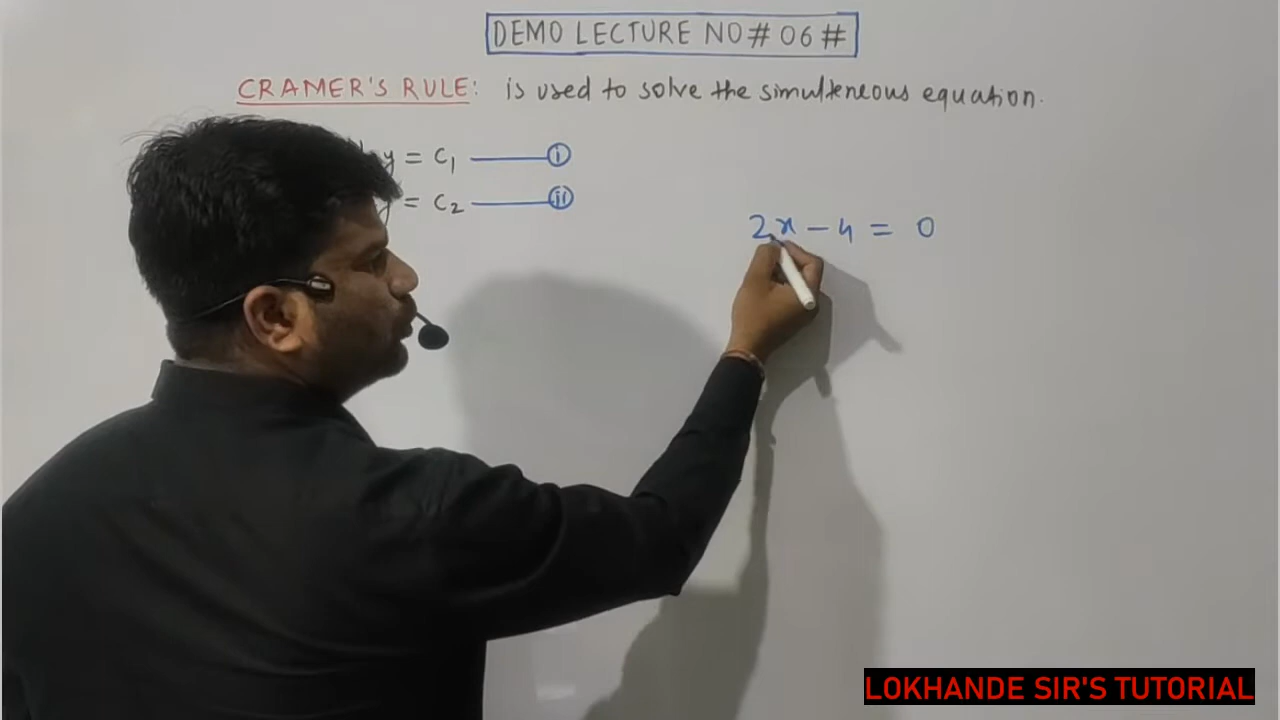 DEMO LECTURE NO# 06#
CRAMER'S RULE: is used to solve the simulteneous equation.
y = C₁ ——— (i)
= C₂ ——— (ii)
2x - 4 = 0
LOKHANDE SIR'S TUTORIAL